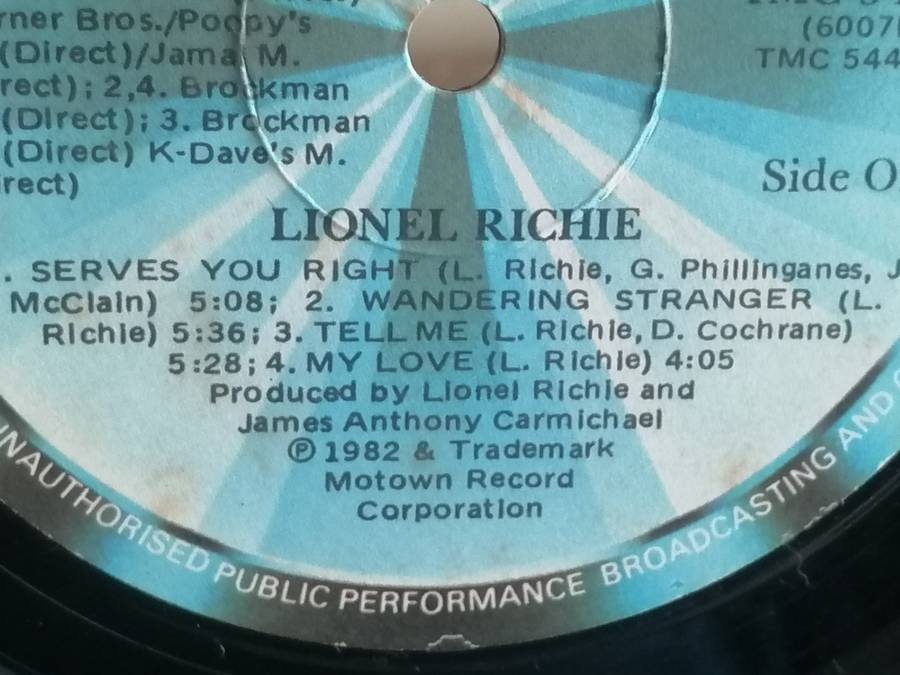 Bros./Poppy's
(Direct)/Jama M.
2,4. Brockman
(Direct); 3. Brockman
(Direct) K-Dave's M.
(6007
TMC 544
Side
LIONEL RICHIE
. SERVES YOU RIGHT (L. Richie, G. Phillinganes, J
McClain) 5:08; 2. WANDERING STRANGER (L.
Richie) 5:36; 3. TELL ME (L. Richie, D. Cochrane)
5:28; 4. MY LOVE (L. Richie) 4:05
Produced by Lionel Richie and
James Anthony Carmichael
Ⓟ 1982 & Trademark
Motown Record
Corporation
UNAUTHORISED PUBLIC PERFORMANCE BROADCASTING AND